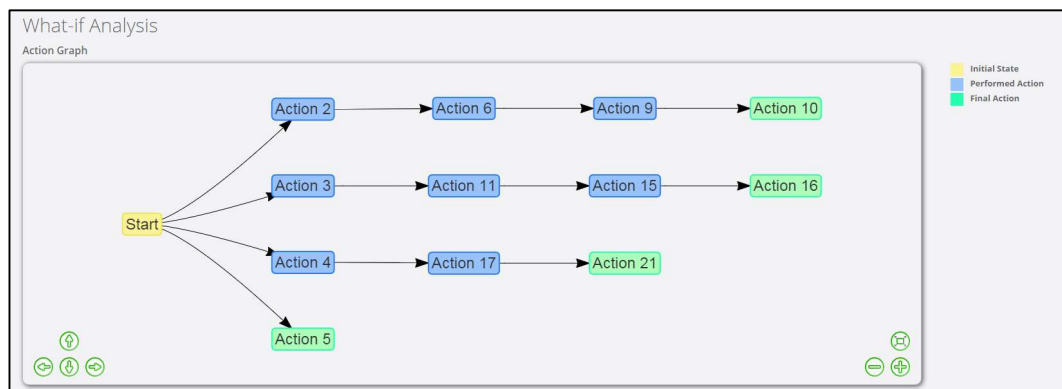 What-if Analysis
Action Graph
Initial State
Performed Action
Final Action
Action 2
Action 6
Action 9
Action 10
Action 3
Action 11
Action 15
Action 16
Start
Action 4
Action 17
Action 21
Action 5